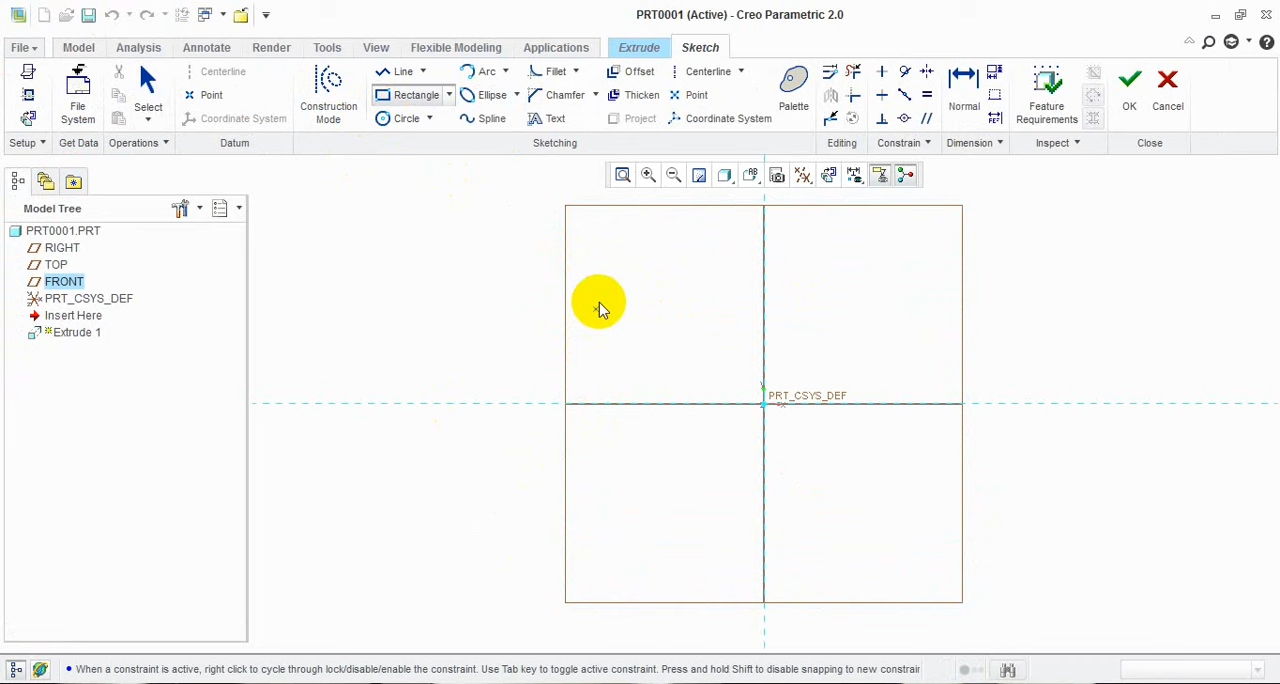 PRT0001 (Active) - Creo Parametric 2.0
File Model Analysis Annotate Render Tools View Flexible Modeling Applications Extrude Sketch
Centerline Line Arc Fillet Offset Centerline
Point Rectangle Ellipse Chamfer Thicken Point
Coordinate System Circle Spline Text Project Coordinate System
File System Select Construction Mode Palette Normal Feature Requirements OK Cancel
Setup Get Data Operations Datum Sketching Editing Constrain Dimension Inspect Close
Model Tree
PRT0001.PRT
RIGHT
TOP
FRONT
PRT_CSYS_DEF
Insert Here
Extrude 1
PRT_CSYS_DEF
When a constraint is active, right click to cycle through lock/disable/enable the constraint. Use Tab key to toggle active constraint. Press and hold Shift to disable snapping to new constrair